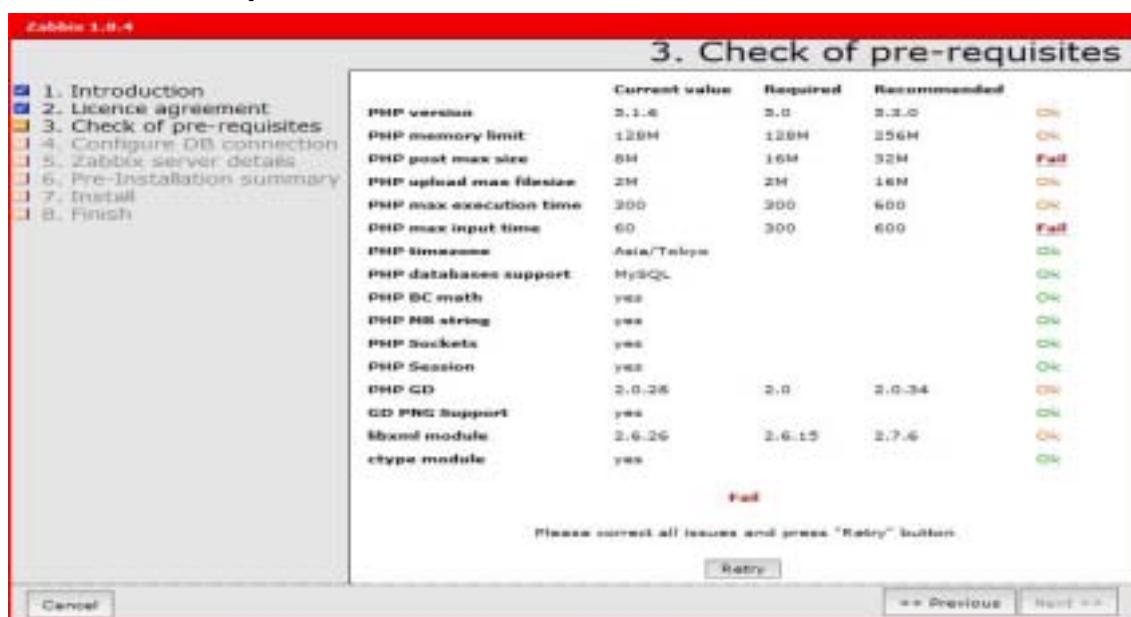 Zabbix 1.8.4
3. Check of pre-requisites
1. Introduction
2. Licence agreement
3. Check of pre-requisites
4. Configure DB connection
5. Zabbix server details
6. Pre-Installation summary
7. Install
8. Finish
Current value Required Recommended
PHP version 5.1.6 5.0 5.3.0 Ok
PHP memory limit 128M 128M 256M Ok
PHP post max size 8M 16M 32M Fail
PHP upload max filesize 2M 2M 16M Ok
PHP max execution time 300 300 600 Ok
PHP max input time 60 300 600 Fail
PHP timezone Asia/Tokyo Ok
PHP databases support MySQL Ok
PHP BC math yes Ok
PHP MB string yes Ok
PHP Sockets yes Ok
PHP Session yes Ok
PHP GD 2.0.28 2.0 2.0.34 Ok
GD PNG Support yes Ok
libxml module 2.6.26 2.6.15 2.7.6 Ok
ctype module yes Ok
Fail
Please correct all issues and press "Retry" button
Retry
Cancel
<< Previous
Next >>